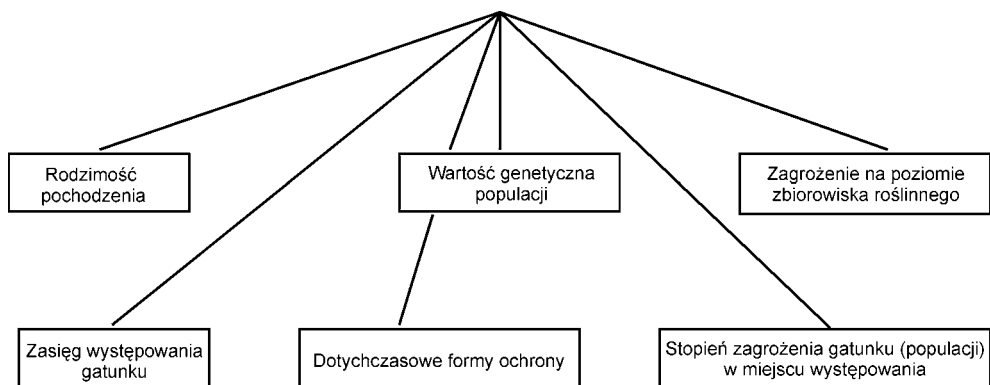 Rodzimość
pochodzenia
Wartość genetyczna
populacji
Zagrożenie na poziomie
zbiorowiska roślinnego
Zasięg występowania
gatunku
Dotychczasowe formy ochrony
Stopień zagrożenia gatunku (populacji)
w miejscu występowania